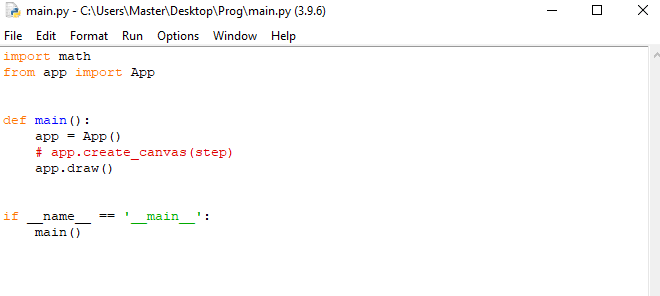 main.py - C:\Users\Master\Desktop\Prog\main.py (3.9.6)
File Edit Format Run Options Window Help
import math
from app import App
def main():
    app = App()
    # app.create_canvas(step)
    app.draw()
if __name__ == '__main__':
    main()